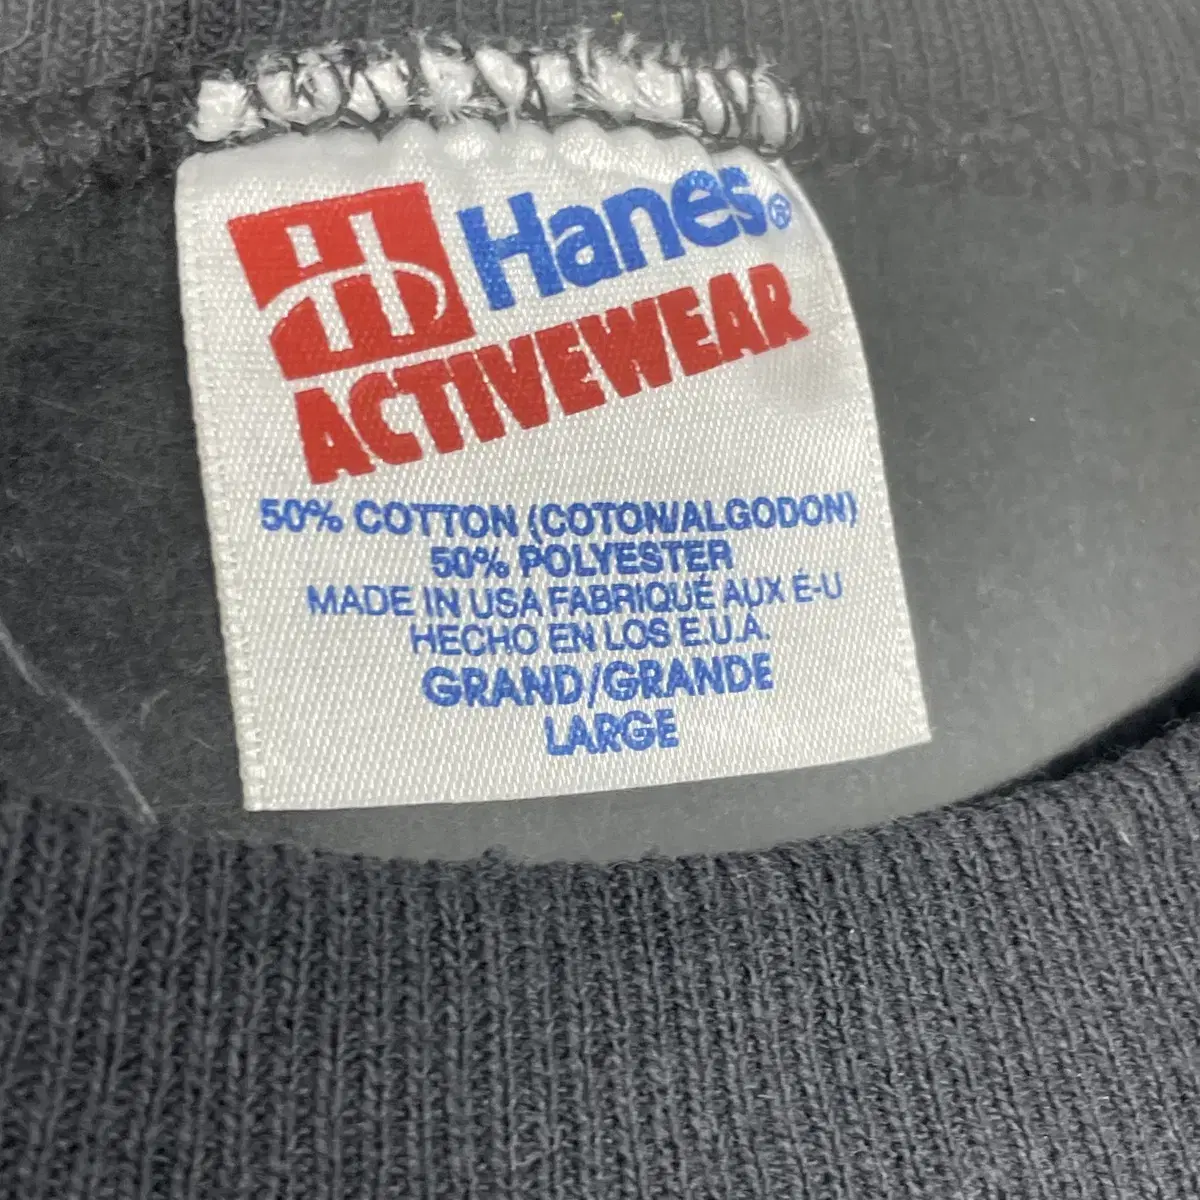 Hanes®
ACTIVEWEAR
50% COTTON (COTON/ALGODON)
50% POLYESTER
MADE IN USA FABRIQUÉ AUX É-U
HECHO EN LOS E.U.A.
GRAND/GRANDE
LARGE